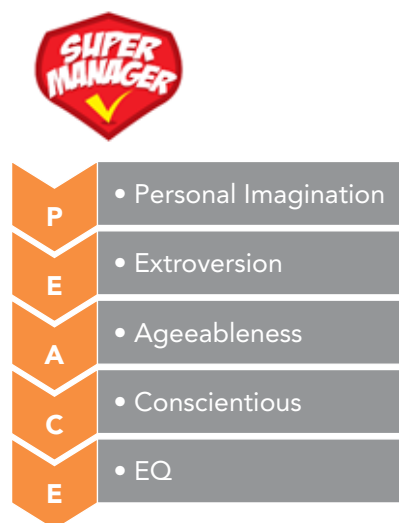 SUPER
MANAGER
P
• Personal Imagination
E
• Extroversion
A
• Ageeableness
C
• Conscientious
E
• EQ